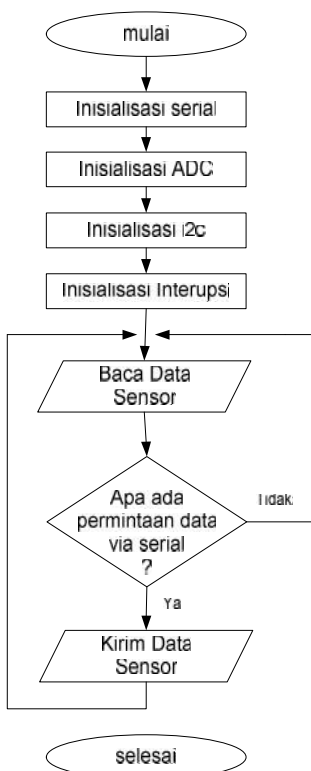 mulai
Inisialisasi serial
Inisialisasi ADC
Inisialisasi i2c
Inisialisasi Interupsi
Baca Data
Sensor
Apa ada
permintaan data
via serial
?
Tidak
Ya
Kirim Data
Sensor
selesai